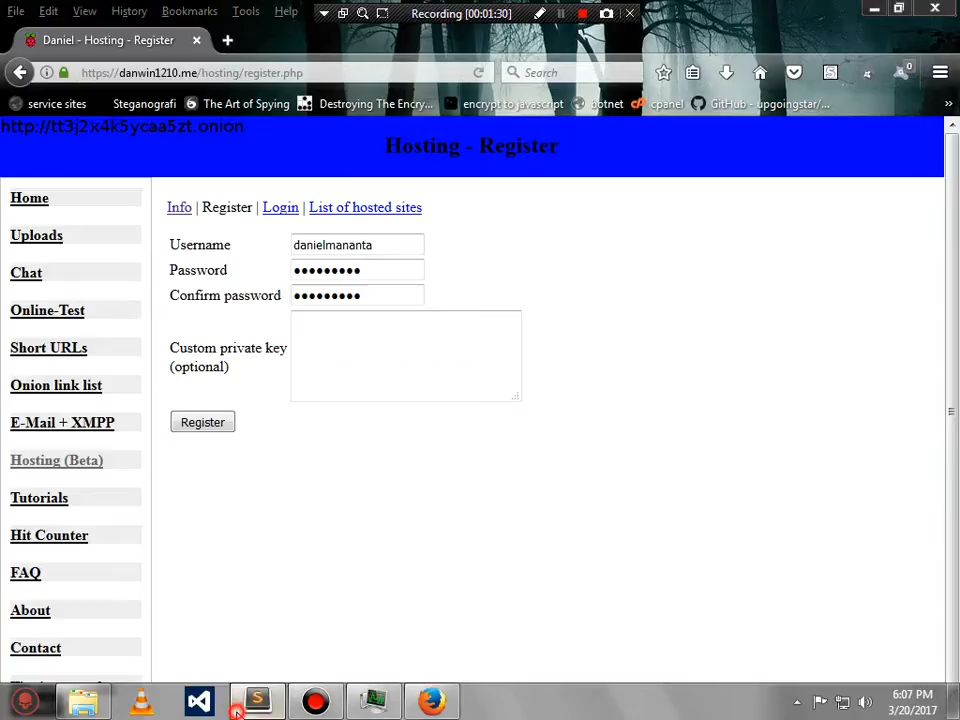 File Edit View History Bookmarks Tools Help
Recording [00:01:30]
Daniel - Hosting - Register
https://danwin1210.me/hosting/register.php
Search
0
service sites Steganografi The Art of Spying Destroying The Encry... encrypt to javascript botnet cpanel GitHub - upgoingstar/...
http://tt3j2x4k5ycaa5zt.onion
Hosting - Register
Home
Uploads
Chat
Online-Test
Short URLs
Onion link list
E-Mail + XMPP
Hosting (Beta)
Tutorials
Hit Counter
FAQ
About
Contact
Info | Register | Login | List of hosted sites
Username danielmananta
Password
Confirm password
Custom private key
(optional)
Register
6:07 PM
3/20/2017